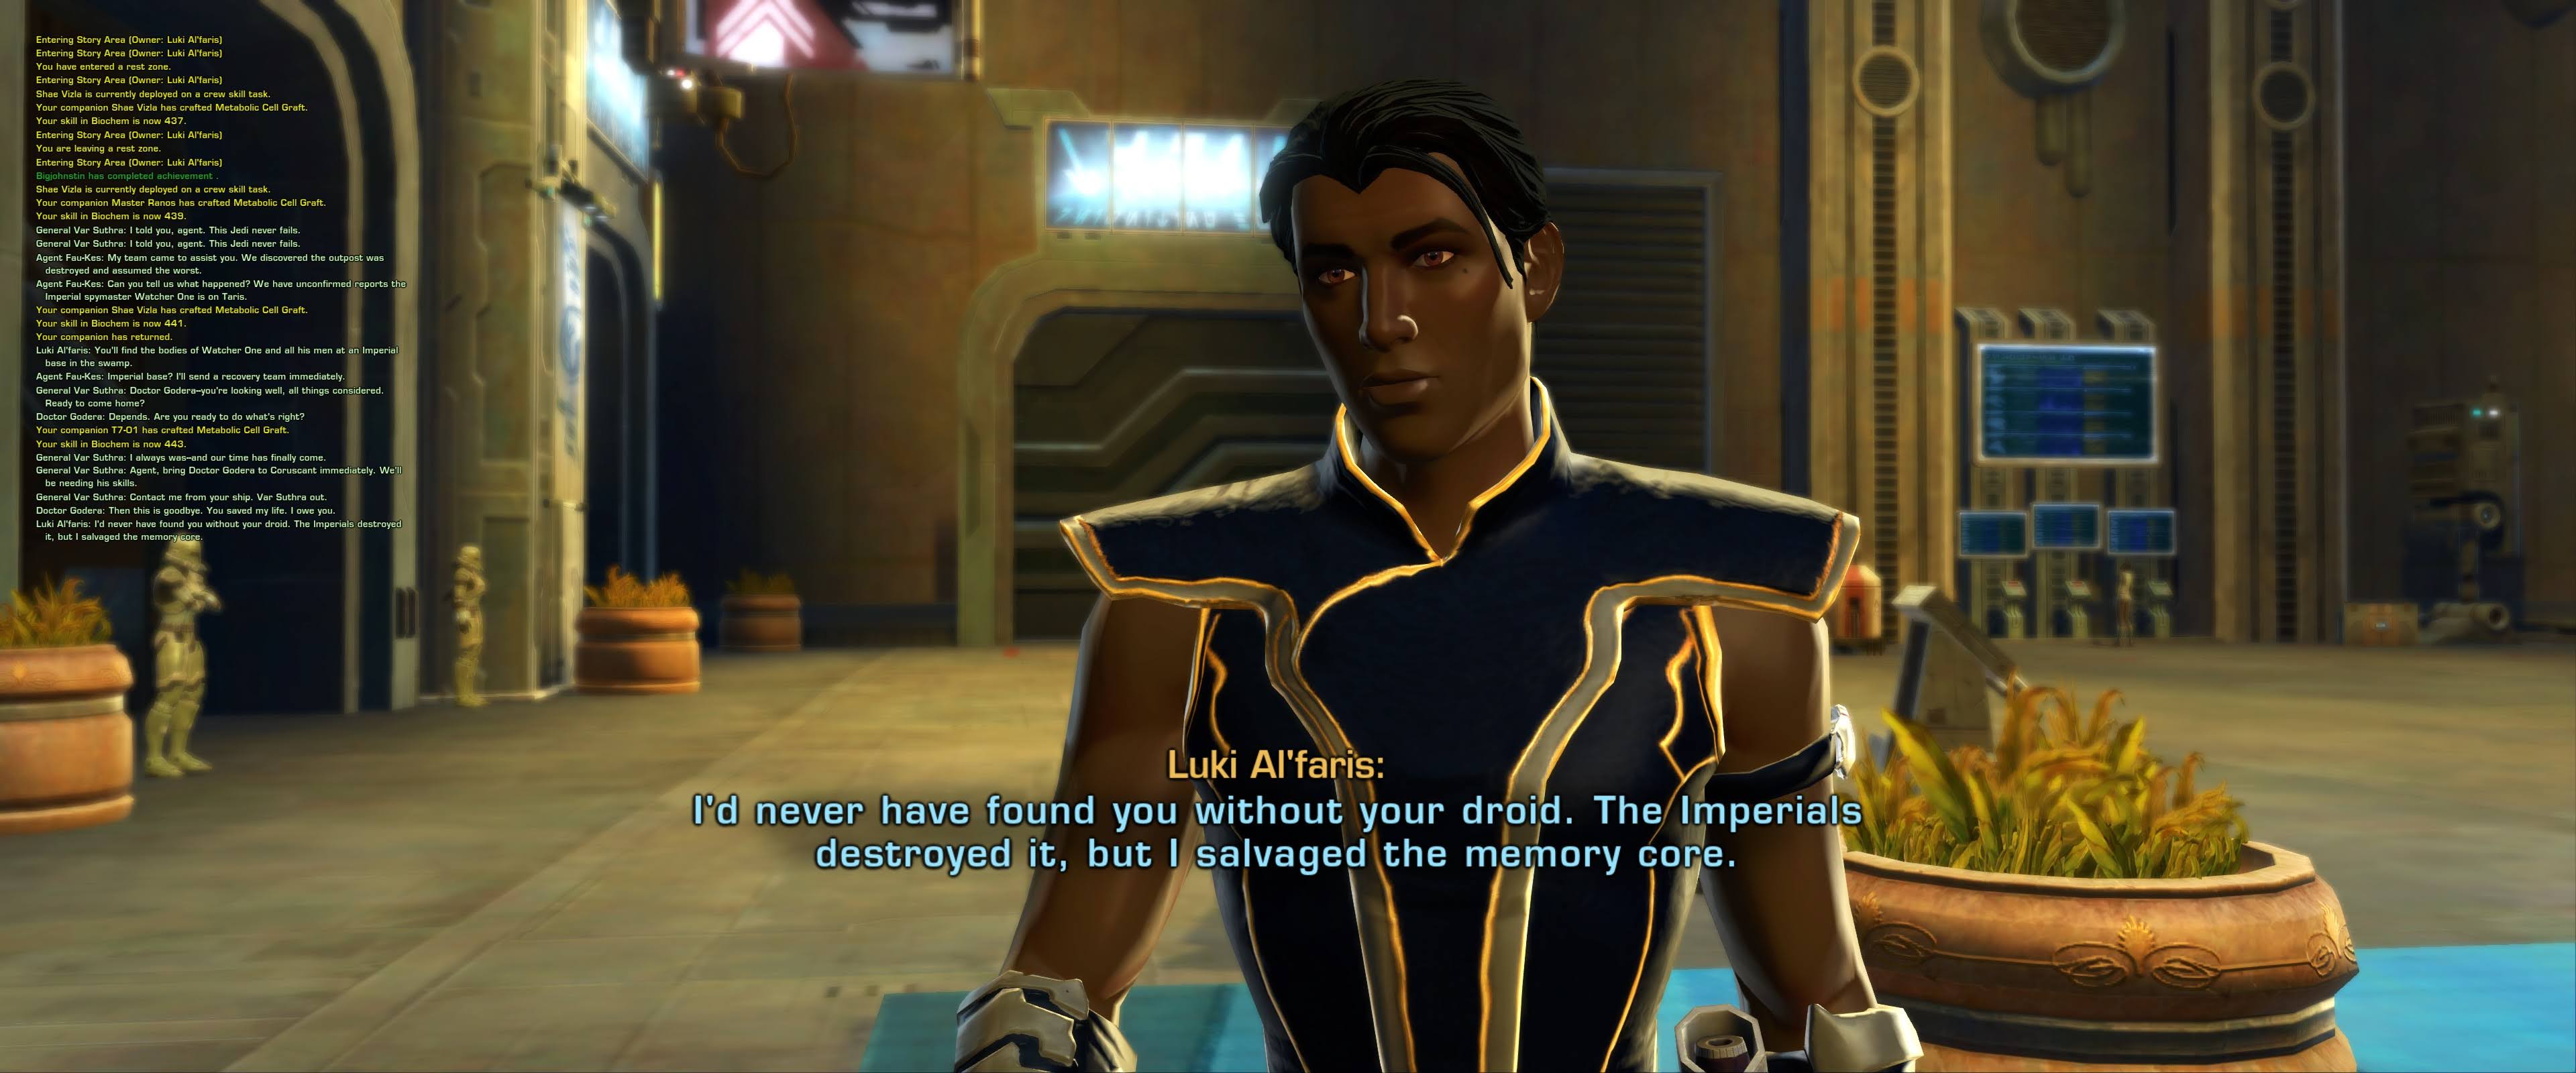 Entering Story Area (Owner: Luki Al'faris)
Entering Story Area (Owner: Luki Al'faris)
You have entered a rest zone.
Entering Story Area (Owner: Luki Al'faris)
Shae Vizla is currently deployed on a crew skill task.
Your companion Shae Vizla has crafted Metabolic Cell Graft.
Your skill in Biochem is now 437.
Entering Story Area (Owner: Luki Al'faris)
You are leaving a rest zone.
Entering Story Area (Owner: Luki Al'faris)
Bigjohnstin has completed achievement .
Shae Vizla is currently deployed on a crew skill task.
Your companion Master Ranos has crafted Metabolic Cell Graft.
Your skill in Biochem is now 439.
General Var Suthra: I told you, agent. This Jedi never fails.
General Var Suthra: I told you, agent. This Jedi never fails.
Agent Fau-Kes: My team came to assist you. We discovered the outpost was
destroyed and assumed the worst.
Agent Fau-Kes: Can you tell us what happened? We have unconfirmed reports the
Imperial spymaster Watcher One is on Taris.
Your companion Shae Vizla has crafted Metabolic Cell Graft.
Your skill in Biochem is now 441.
Your companion has returned.
Luki Al'faris: You'll find the bodies of Watcher One and all his men at an Imperial
base in the swamp.
Agent Fau-Kes: Imperial base? I'll send a recovery team immediately.
General Var Suthra: Doctor Godera—you're looking well, all things considered.
Ready to come home?
Doctor Godera: Depends. Are you ready to do what's right?
Your companion T7-O1 has crafted Metabolic Cell Graft.
Your skill in Biochem is now 443.
General Var Suthra: I always was—and our time has finally come.
General Var Suthra: Agent, bring Doctor Godera to Coruscant immediately. We'll
be needing his skills.
General Var Suthra: Contact me from your ship. Var Suthra out.
Doctor Godera: Then this is goodbye. You saved my life. I owe you.
Luki Al'faris: I'd never have found you without your droid. The Imperials destroyed
it, but I salvaged the memory core.
Luki Al'faris:
I'd never have found you without your droid. The Imperials
destroyed it, but I salvaged the memory core.